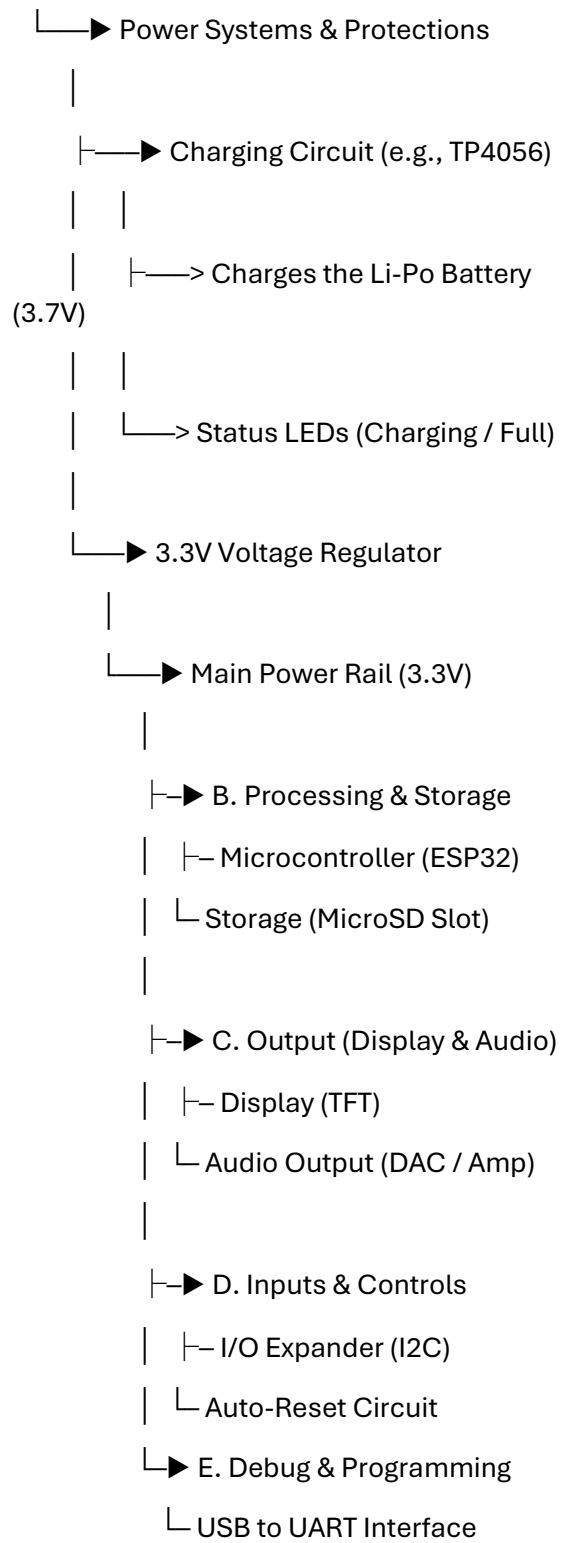 └──► Power Systems & Protections
│
├──► Charging Circuit (e.g., TP4056)
│ │
│ ├──> Charges the Li-Po Battery
(3.7V)
│ │
│ └──> Status LEDs (Charging / Full)
│
└──► 3.3V Voltage Regulator
│
└──► Main Power Rail (3.3V)
│
├─► B. Processing & Storage
│ ├─ Microcontroller (ESP32)
│ └─ Storage (MicroSD Slot)
│
├─► C. Output (Display & Audio)
│ ├─ Display (TFT)
│ └─ Audio Output (DAC / Amp)
│
├─► D. Inputs & Controls
│ ├─ I/O Expander (I2C)
│ └─ Auto-Reset Circuit
└─► E. Debug & Programming
└─ USB to UART Interface